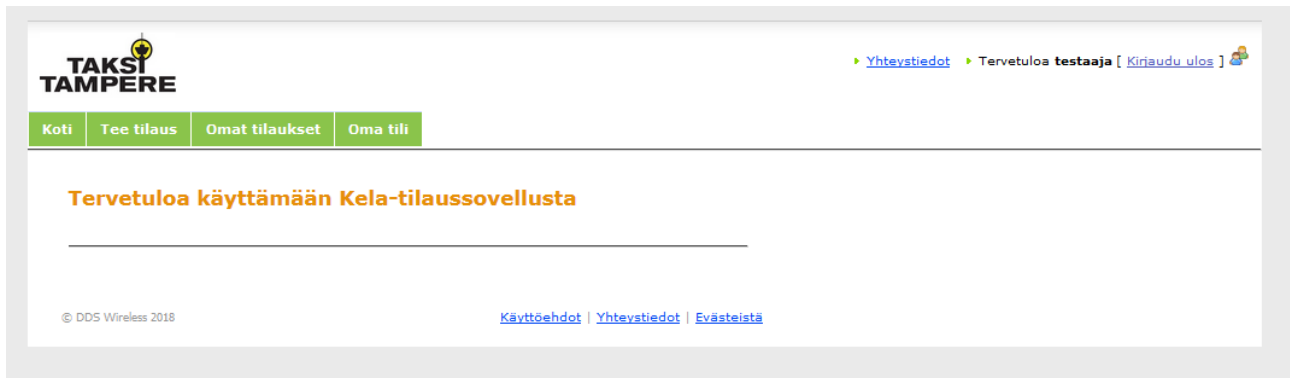 TAKSI
TAMPERE
Yhteystiedot Tervetuloa testaaja [ Kirjaudu ulos ]
Koti Tee tilaus Omat tilaukset Oma tili
Tervetuloa käyttämään Kela-tilaussovellusta
© DDS Wireless 2018 Käyttöehdot | Yhteystiedot | Evästeistä